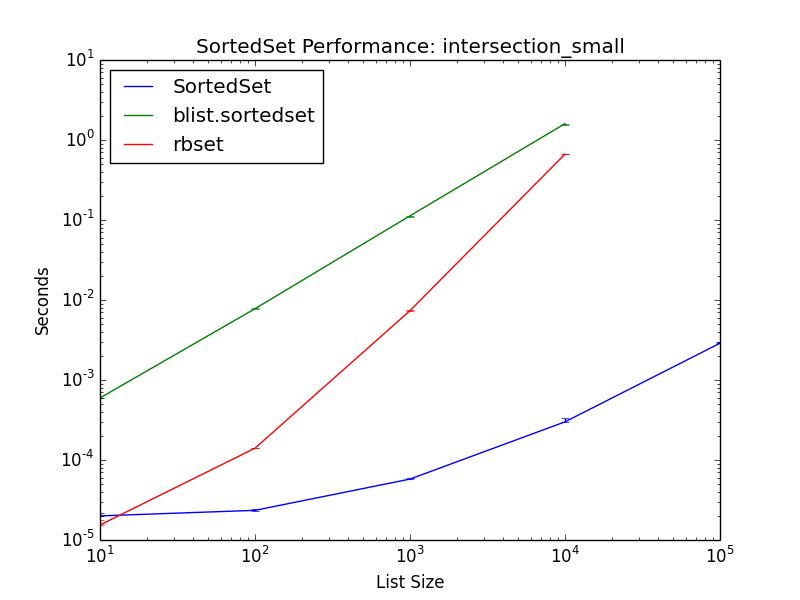 SortedSet Performance: intersection_small
10^1
SortedSet
blist.sortedset
rbset
10^0
10^-1
10^-2
Seconds
10^-3
10^-4
10^-5
10^1 10^2 10^3 10^4 10^5
List Size